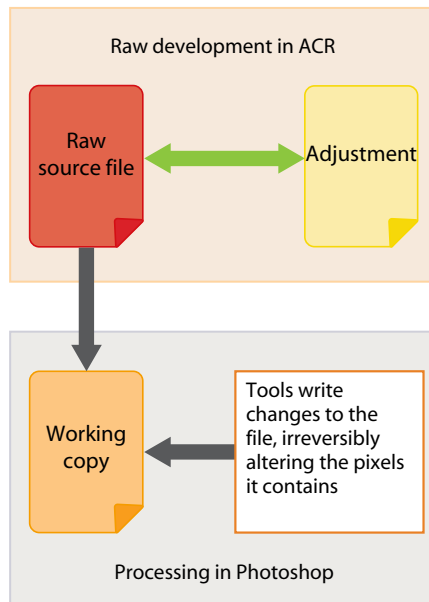 Raw development in ACR
Raw
source file
Adjustment
Working
copy
Tools write
changes to the
file, irreversibly
altering the pixels
it contains
Processing in Photoshop